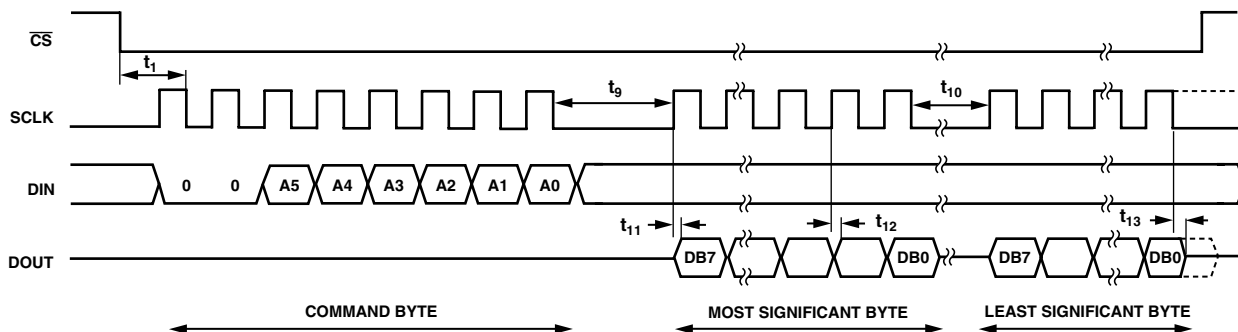 CS
t1
t9
t10
SCLK
DIN
0 0 A5 A4 A3 A2 A1 A0
t11
t12
t13
DOUT
DB7 DB0 DB7 DB0
COMMAND BYTE MOST SIGNIFICANT BYTE LEAST SIGNIFICANT BYTE